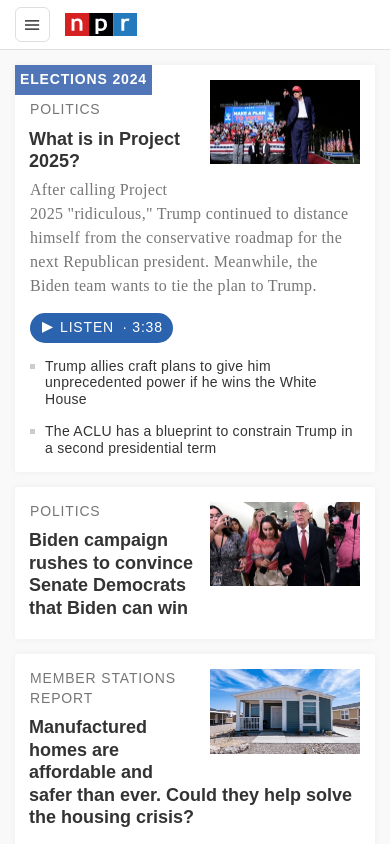 npr
ELECTIONS 2024
POLITICS
What is in Project
2025?
After calling Project
2025 "ridiculous," Trump continued to distance
himself from the conservative roadmap for the
next Republican president. Meanwhile, the
Biden team wants to tie the plan to Trump.
LISTEN · 3:38
Trump allies craft plans to give him
unprecedented power if he wins the White
House
The ACLU has a blueprint to constrain Trump in
a second presidential term
POLITICS
Biden campaign
rushes to convince
Senate Democrats
that Biden can win
MEMBER STATIONS
REPORT
Manufactured
homes are
affordable and
safer than ever. Could they help solve
the housing crisis?